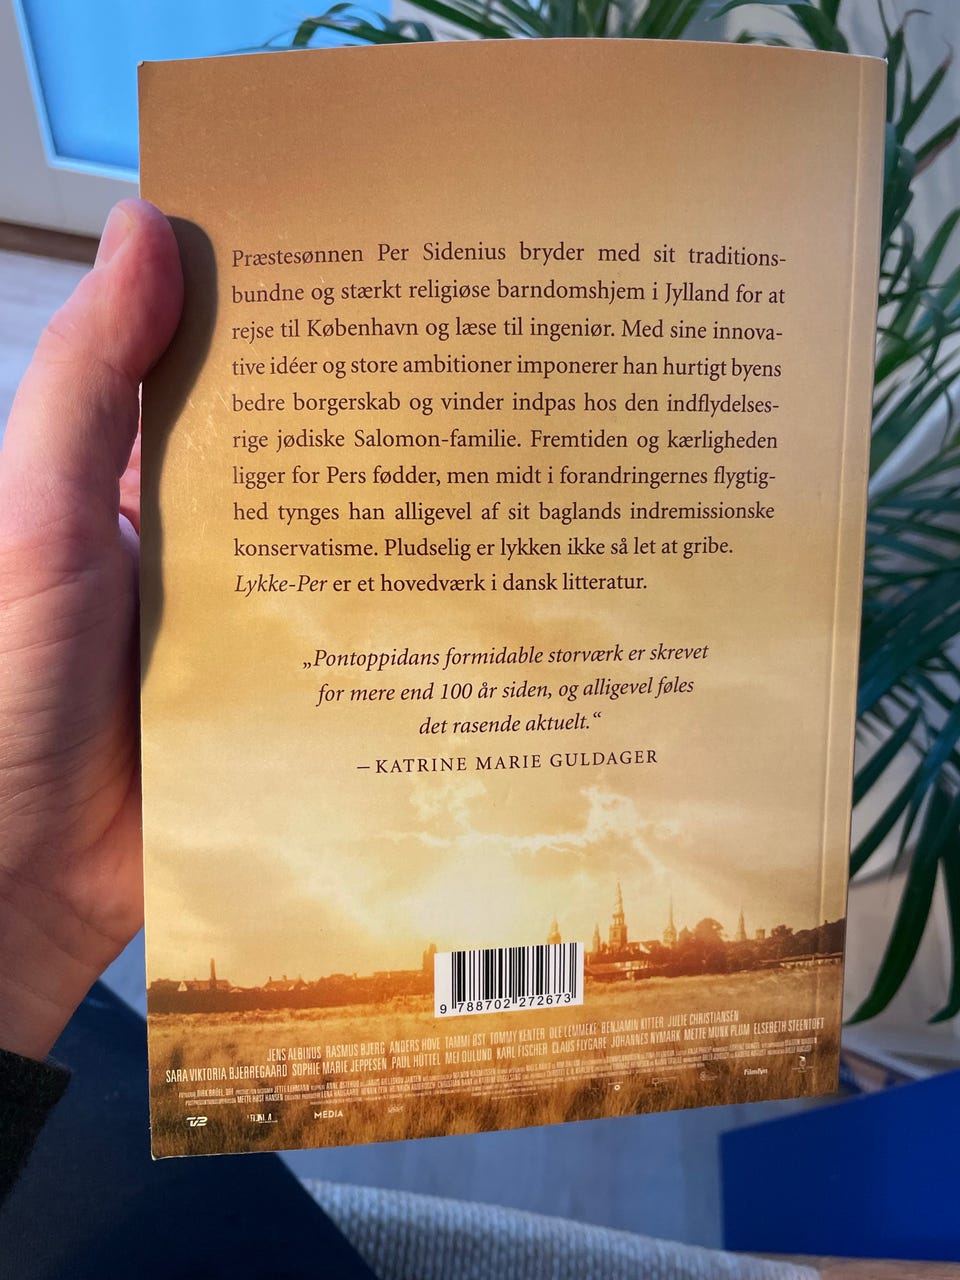 Præstesønnen Per Sidenius bryder med sit traditions-
bundne og stærkt religiøse barndomshjem i Jylland for at
rejse til København og læse til ingeniør. Med sine innova-
tive idéer og store ambitioner imponerer han hurtigt byens
bedre borgerskab og vinder indpas hos den indflydelses-
rige jødiske Salomon-familie. Fremtiden og kærligheden
ligger for Pers fødder, men midt i forandringernes flygtig-
hed tynges han alligevel af sit baglands indremissionske
konservatisme. Pludselig er lykken ikke så let at gribe.
Lykke-Per er et hovedværk i dansk litteratur.
„Pontoppidans formidable storværk er skrevet
for mere end 100 år siden, og alligevel føles
det rasende aktuelt.“
– KATRINE MARIE GULDAGER
9 788702 272673
JENS ALBINUS RASMUS BJERG ANDERS HOVE TAMMI ØST TOMMY KENTER OLE LEMMEKE BENJAMIN KITTER JULIE CHRISTIANSEN
SARA VIKTORIA BJERREGAARD SOPHIE MARIE JEPPESEN PAUL HÜTTEL MEI OULUND KARL FISCHER CLAUS FLYGARE JOHANNES NYMARK METTE MUNK PLUM ELSEBETH STEENTOFT
TV2 MEDIA Filmfyn